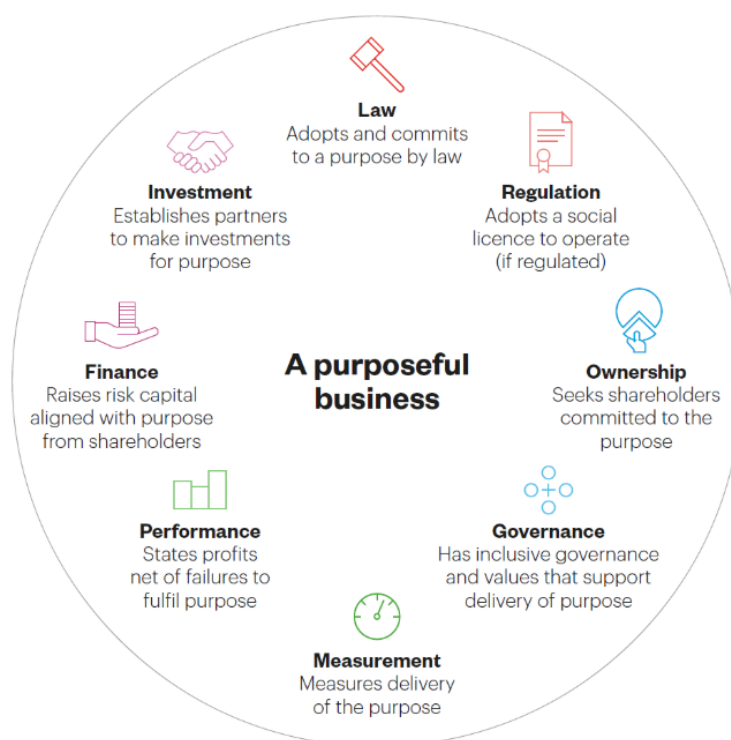 Law
Adopts and commits
to a purpose by law
Regulation
Adopts a social
licence to operate
(if regulated)
Ownership
Seeks shareholders
committed to the
purpose
Governance
Has inclusive governance
and values that support
delivery of purpose
Measurement
Measures delivery
of the purpose
Performance
States profits
net of failures to
fulfil purpose
Finance
Raises risk capital
aligned with purpose
from shareholders
Investment
Establishes partners
to make investments
for purpose
A purposeful
business